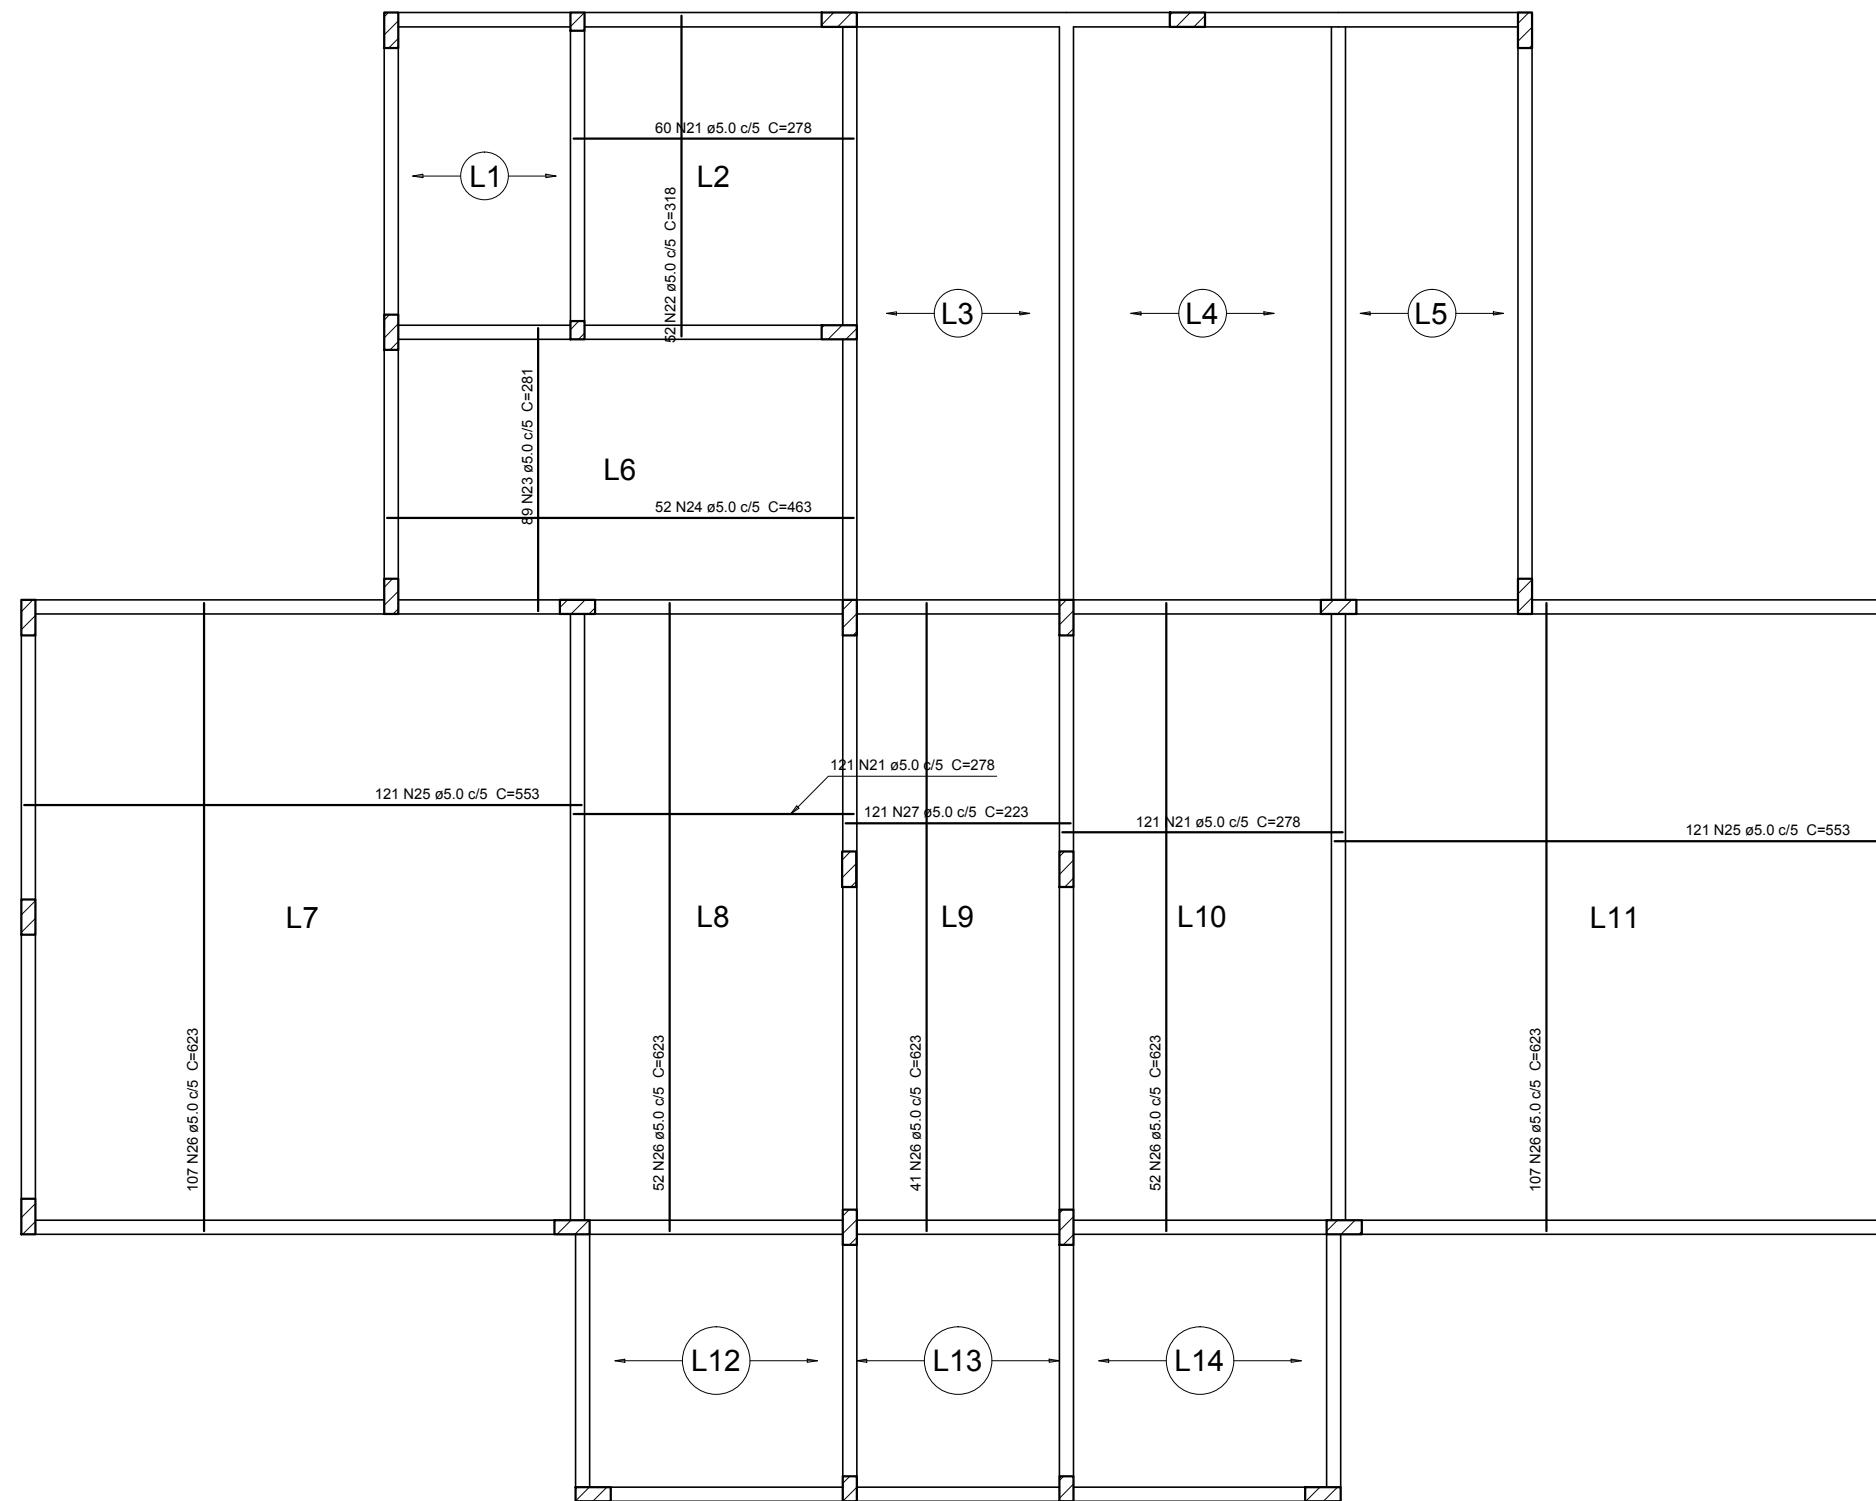 60 N21 ø5.0 c/5 C=278
L1
L2
52 N22 ø5.0 c/5 C=318
L3
L4
L5
89 N23 ø5.0 c/5 C=281
L6
52 N24 ø5.0 c/5 C=463
121 N21 ø5.0 c/5 C=278
121 N25 ø5.0 c/5 C=553
121 N27 ø5.0 c/5 C=223
121 N21 ø5.0 c/5 C=278
121 N25 ø5.0 c/5 C=553
L7
L8
L9
L10
L11
107 N26 ø5.0 c/5 C=623
52 N26 ø5.0 c/5 C=623
41 N26 ø5.0 c/5 C=623
52 N26 ø5.0 c/5 C=623
107 N26 ø5.0 c/5 C=623
L12
L13
L14